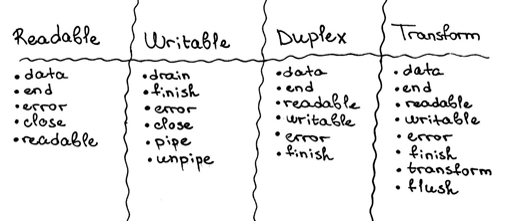 Readable
• data
• end
• error
• close
• readable
Writable
• drain
• finish
• error
• close
• pipe
• unpipe
Duplex
• data
• end
• readable
• writable
• error
• finish
Transform
• data
• end
• readable
• writable
• error
• finish
• transform
• flush